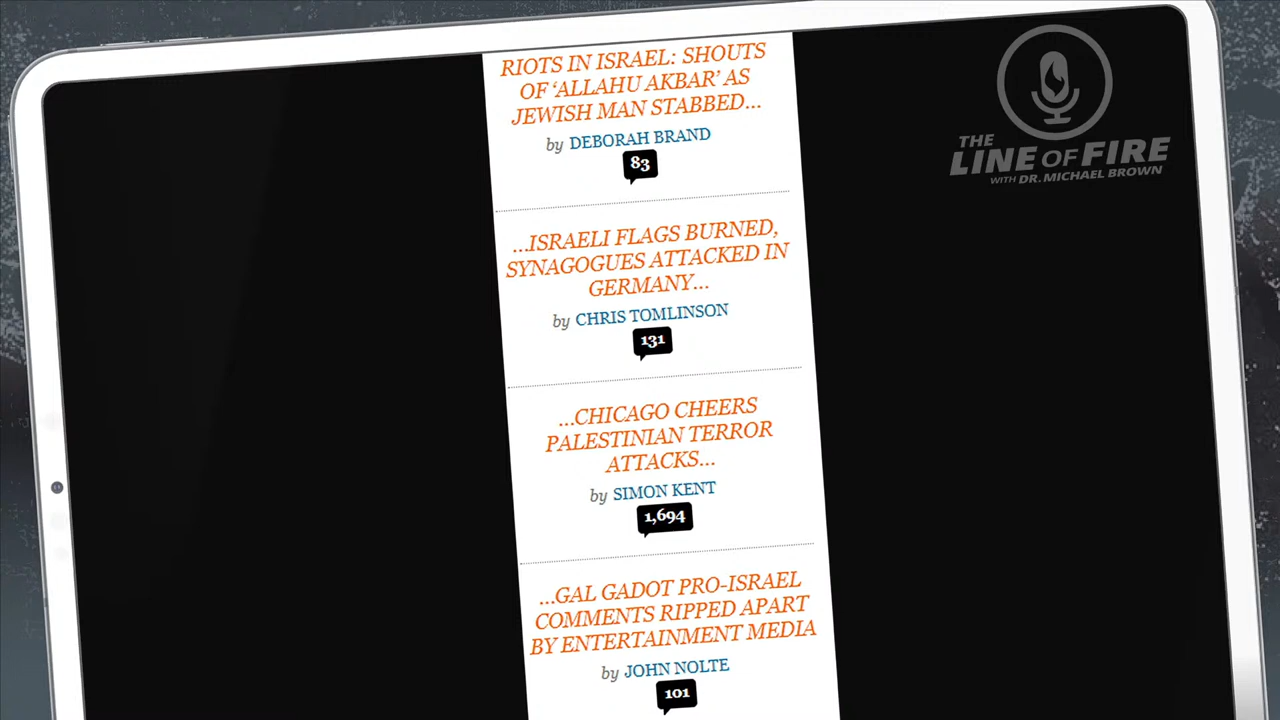 RIOTS IN ISRAEL: SHOUTS
OF ‘ALLAHU AKBAR’ AS
JEWISH MAN STABBED...
by DEBORAH BRAND
83
...ISRAELI FLAGS BURNED,
SYNAGOGUES ATTACKED IN
GERMANY...
by CHRIS TOMLINSON
131
...CHICAGO CHEERS
PALESTINIAN TERROR
ATTACKS...
by SIMON KENT
1,694
...GAL GADOT PRO-ISRAEL
COMMENTS RIPPED APART
BY ENTERTAINMENT MEDIA
by JOHN NOLTE
101
THE
LINE OF FIRE
WITH DR. MICHAEL BROWN